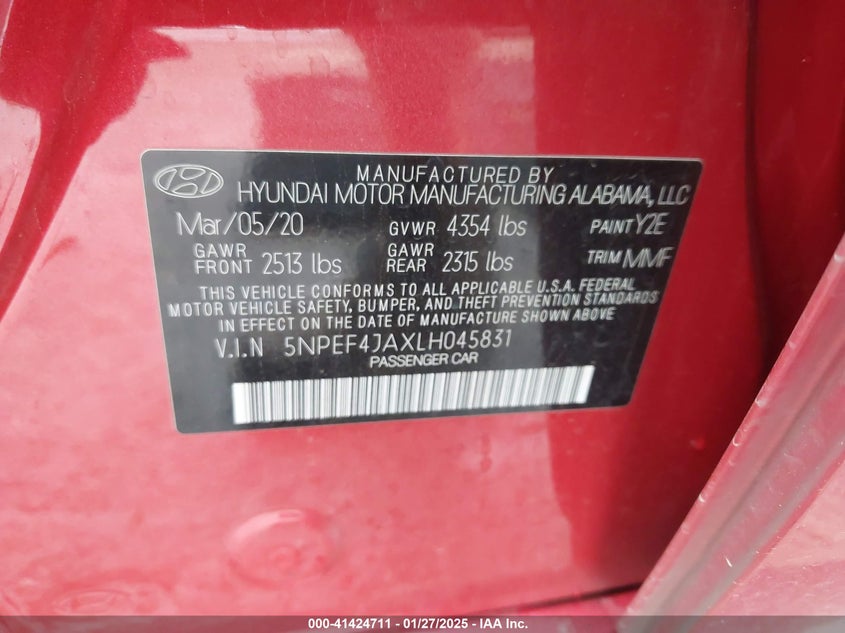 MANUFACTURED BY
HYUNDAI MOTOR MANUFACTURING ALABAMA, LLC
Mar/05/20 GVWR 4354 lbs PAINT Y2E
GAWR FRONT 2513 lbs GAWR REAR 2315 lbs TRIM MMF
THIS VEHICLE CONFORMS TO ALL APPLICABLE U.S.A. FEDERAL
MOTOR VEHICLE SAFETY, BUMPER, AND THEFT PREVENTION STANDARDS
IN EFFECT ON THE DATE OF MANUFACTURE SHOWN ABOVE
V.I.N 5NPEF4JAXLH045831
PASSENGER CAR
000-41424711 - 01/27/2025 - IAA Inc.